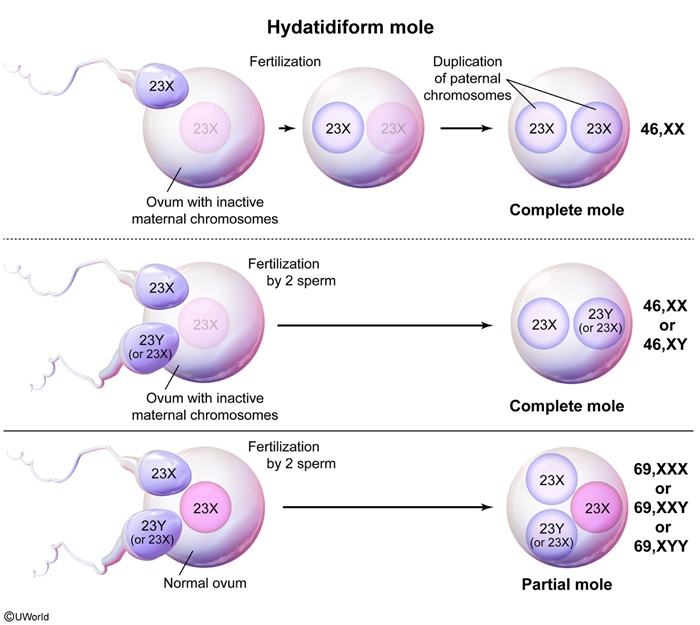 Hydatidiform mole
23X
23X
Ovum with inactive
maternal chromosomes
Fertilization
23X
23X
Duplication
of paternal
chromosomes
23X
23X
46,XX
Complete mole
23X
23Y
(or 23X)
23X
Ovum with inactive
maternal chromosomes
Fertilization
by 2 sperm
23X
23Y
(or 23X)
46,XX
or
46,XY
Complete mole
23X
23Y
(or 23X)
23X
Normal ovum
Fertilization
by 2 sperm
23X
23Y
(or 23X)
23X
69,XXX
or
69,XXY
or
69,XYY
Partial mole
©UWorld